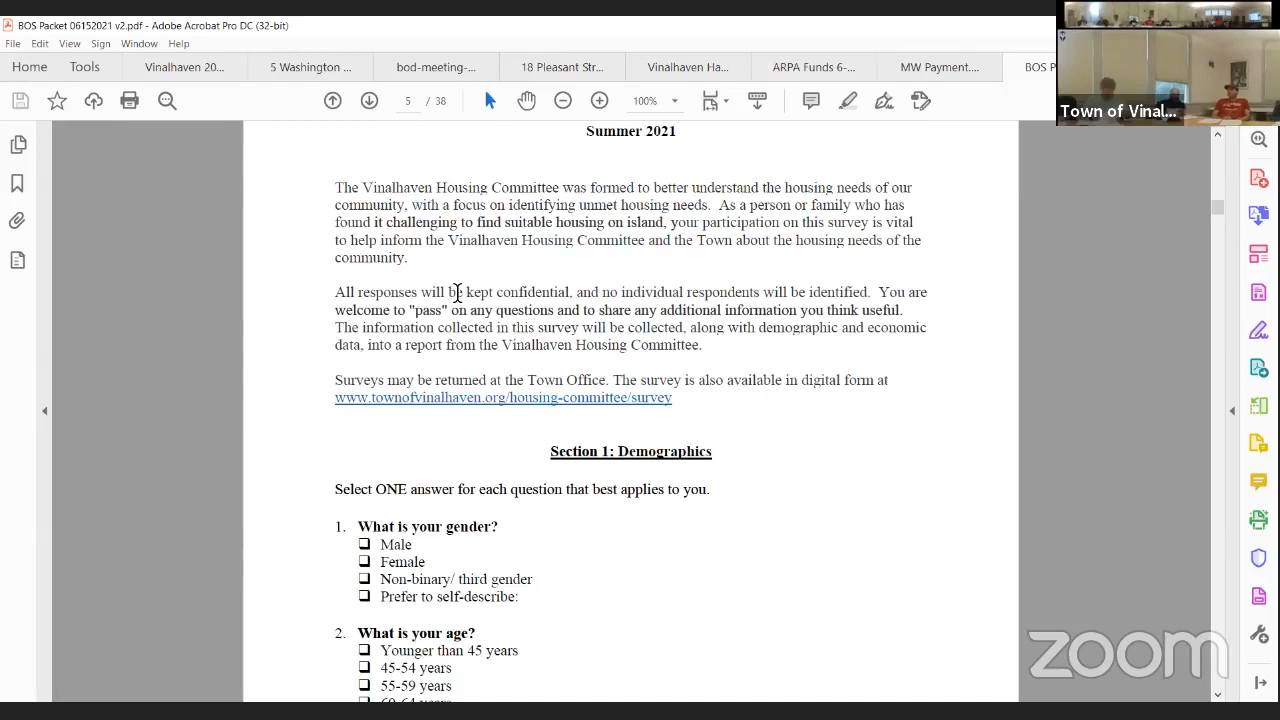 BOS Packet 06152021 v2.pdf - Adobe Acrobat Pro DC (32-bit)
File Edit View Sign Window Help
Home Tools Vinalhaven 20... 5 Washington ... bod-meeting-... 18 Pleasant Str... Vinalhaven Ha... ARPA Funds 6-... MW Payment.... BOS P
5 / 38 100%
Town of Vinal...
Summer 2021
The Vinalhaven Housing Committee was formed to better understand the housing needs of our
community, with a focus on identifying unmet housing needs. As a person or family who has
found it challenging to find suitable housing on island, your participation on this survey is vital
to help inform the Vinalhaven Housing Committee and the Town about the housing needs of the
community.
All responses will be kept confidential, and no individual respondents will be identified. You are
welcome to "pass" on any questions and to share any additional information you think useful.
The information collected in this survey will be collected, along with demographic and economic
data, into a report from the Vinalhaven Housing Committee.
Surveys may be returned at the Town Office. The survey is also available in digital form at
www.townofvinalhaven.org/housing-committee/survey
Section 1: Demographics
Select ONE answer for each question that best applies to you.
1. What is your gender?
Male
Female
Non-binary/ third gender
Prefer to self-describe:
2. What is your age?
Younger than 45 years
45-54 years
55-59 years
60-64 years
zoom